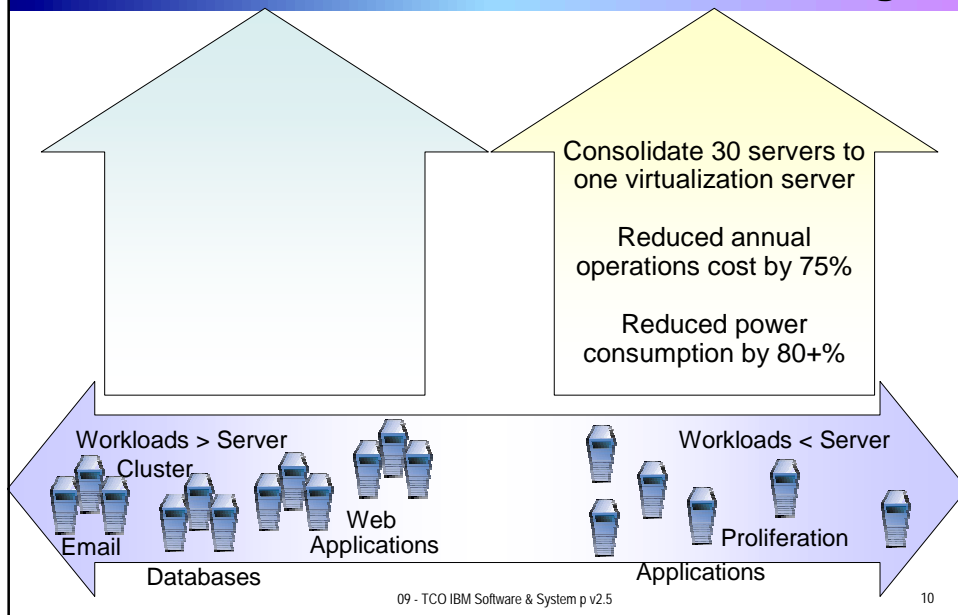 Consolidate 30 servers to
one virtualization server
Reduced annual
operations cost by 75%
Reduced power
consumption by 80+%
Workloads > Server
Cluster
Email
Databases
Web
Applications
Workloads < Server
Proliferation
Applications
09 - TCO IBM Software & System p v2.5
10